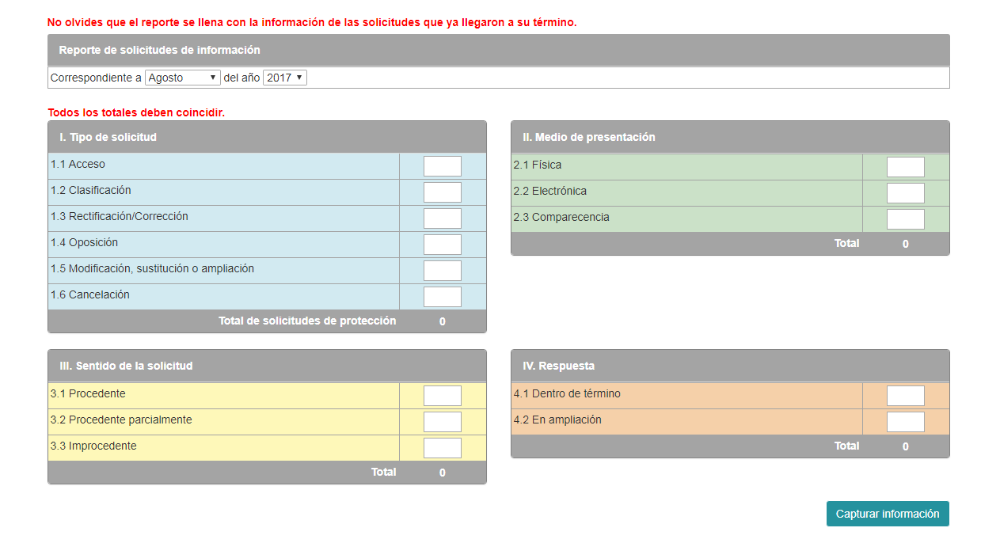 No olvides que el reporte se llena con la información de las solicitudes que ya llegaron a su término.
Reporte de solicitudes de información
Correspondiente a Agosto del año 2017
Todos los totales deben coincidir.
I. Tipo de solicitud
1.1 Acceso
1.2 Clasificación
1.3 Rectificación/Corrección
1.4 Oposición
1.5 Modificación, sustitución o ampliación
1.6 Cancelación
Total de solicitudes de protección 0
II. Medio de presentación
2.1 Física
2.2 Electrónica
2.3 Comparecencia
Total 0
III. Sentido de la solicitud
3.1 Procedente
3.2 Procedente parcialmente
3.3 Improcedente
Total 0
IV. Respuesta
4.1 Dentro de término
4.2 En ampliación
Total 0
Capturar información